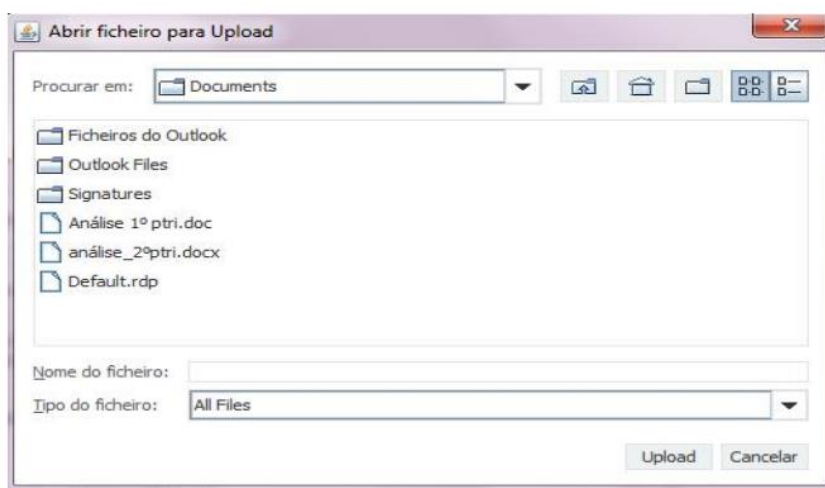 Abrir ficheiro para Upload
Procurar em: Documents
Ficheiros do Outlook
Outlook Files
Signatures
Análise 1º ptri.doc
análise_2ºptri.docx
Default.rdp
Nome do ficheiro:
Tipo do ficheiro: All Files
Upload Cancelar